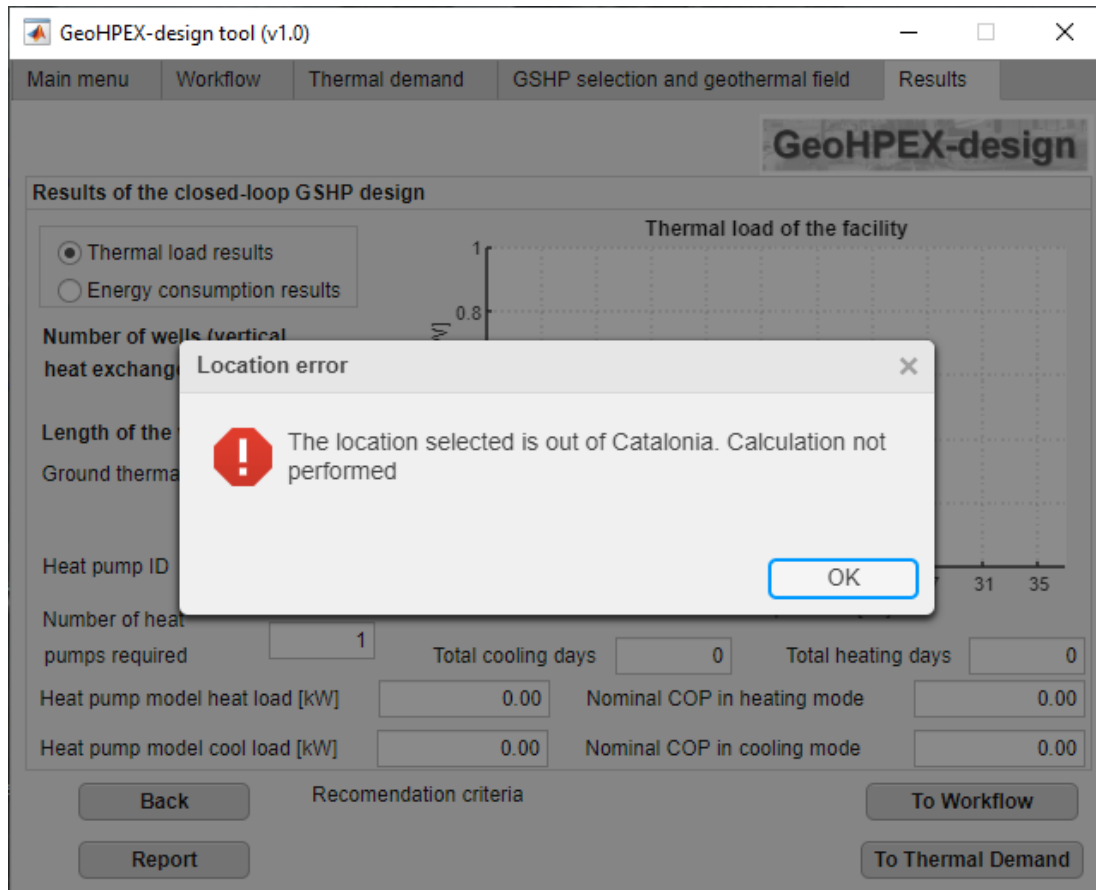 GeoHPEX-design tool (v1.0)
Main menu Workflow Thermal demand GSHP selection and geothermal field Results
GeoHPEX-design
Results of the closed-loop GSHP design
Thermal load results
Energy consumption results
Thermal load of the facility
1
0.8
Number of wells (vertical
heat exchang
Location error
The location selected is out of Catalonia. Calculation not
performed
OK
Length of the
Ground therma
Heat pump ID
31 35
Number of heat
pumps required 1
Total cooling days 0 Total heating days 0
Heat pump model heat load [kW] 0.00 Nominal COP in heating mode 0.00
Heat pump model cool load [kW] 0.00 Nominal COP in cooling mode 0.00
Back Recomendation criteria To Workflow
Report To Thermal Demand